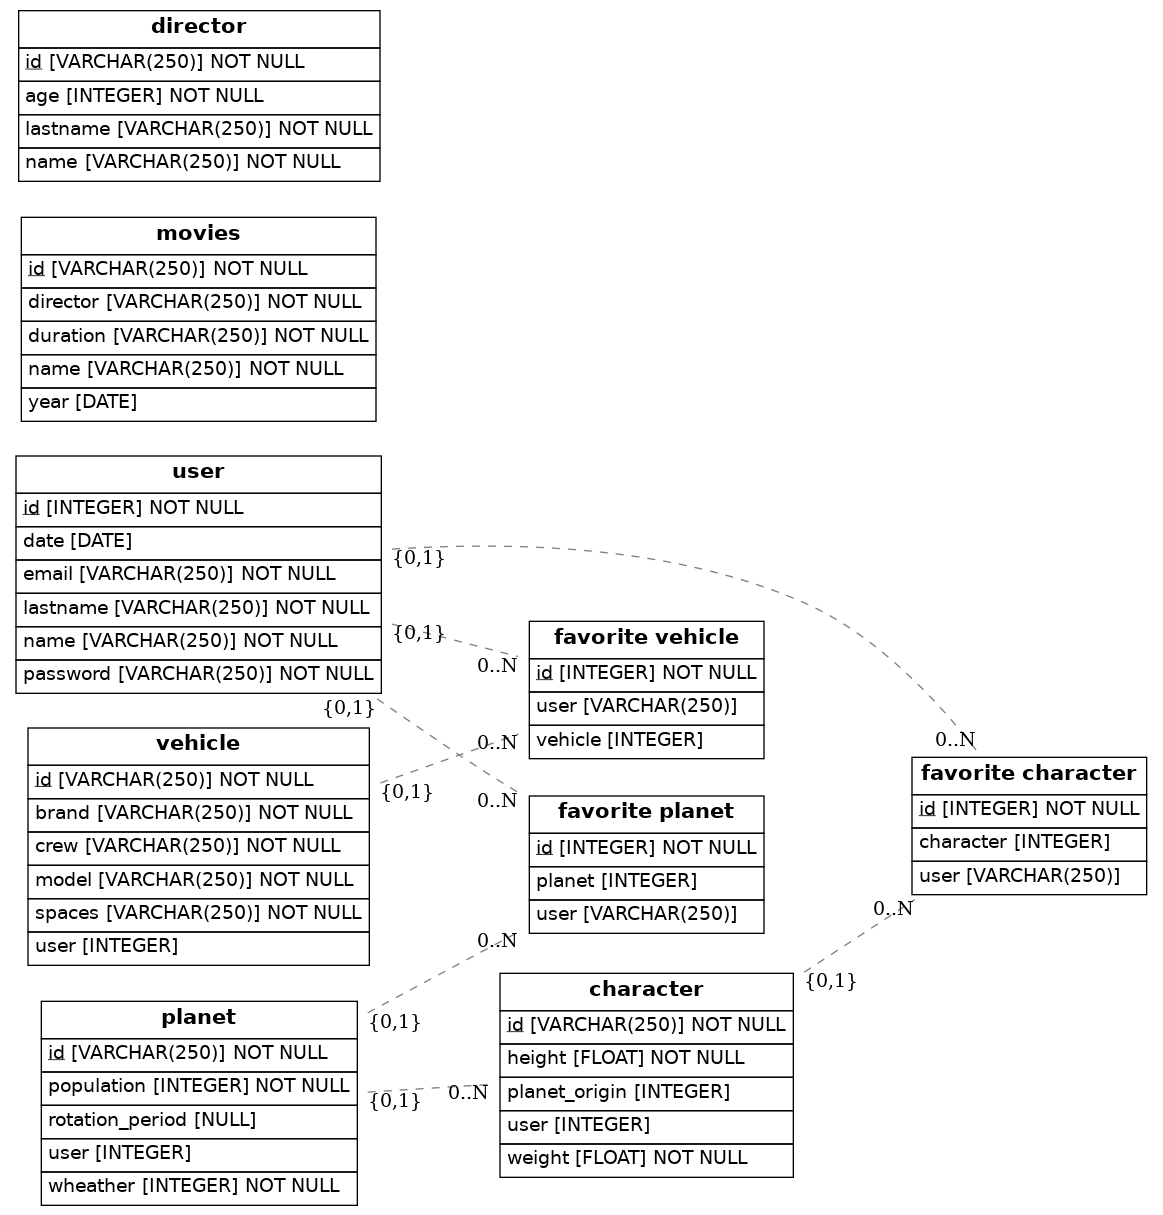 director
id [VARCHAR(250)] NOT NULL
age [INTEGER] NOT NULL
lastname [VARCHAR(250)] NOT NULL
name [VARCHAR(250)] NOT NULL
movies
id [VARCHAR(250)] NOT NULL
director [VARCHAR(250)] NOT NULL
duration [VARCHAR(250)] NOT NULL
name [VARCHAR(250)] NOT NULL
year [DATE]
user
id [INTEGER] NOT NULL
date [DATE]
email [VARCHAR(250)] NOT NULL
lastname [VARCHAR(250)] NOT NULL
name [VARCHAR(250)] NOT NULL
password [VARCHAR(250)] NOT NULL
{0,1}
{0,1}
{0,1}
vehicle
id [VARCHAR(250)] NOT NULL
brand [VARCHAR(250)] NOT NULL
crew [VARCHAR(250)] NOT NULL
model [VARCHAR(250)] NOT NULL
spaces [VARCHAR(250)] NOT NULL
user [INTEGER]
{0,1}
planet
id [VARCHAR(250)] NOT NULL
population [INTEGER] NOT NULL
rotation_period [NULL]
user [INTEGER]
wheather [INTEGER] NOT NULL
{0,1}
{0,1}
0..N
0..N
favorite vehicle
id [INTEGER] NOT NULL
user [VARCHAR(250)]
vehicle [INTEGER]
0..N
0..N
favorite planet
id [INTEGER] NOT NULL
planet [INTEGER]
user [VARCHAR(250)]
0..N
character
id [VARCHAR(250)] NOT NULL
height [FLOAT] NOT NULL
planet_origin [INTEGER]
user [INTEGER]
weight [FLOAT] NOT NULL
{0,1}
0..N
favorite character
id [INTEGER] NOT NULL
character [INTEGER]
user [VARCHAR(250)]
0..N